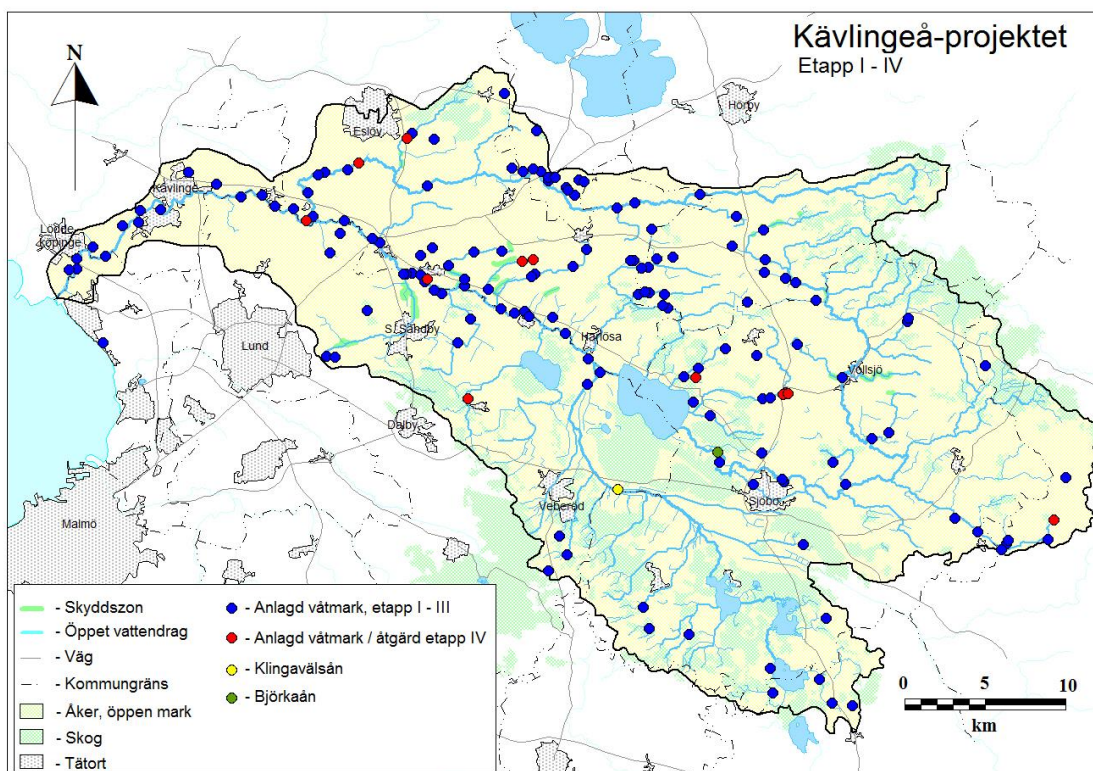 Kävlingeå-projektet
Etapp I - IV
N
Hörby
Eslöv
Kävlinge
Lödde-
köpinge
S. Sandby
Harlösa
Lund
Vollsjö
Dalby
Veberöd
Sjöbo
Malmö
- Skyddszon
- Öppet vattendrag
- Väg
- Kommungräns
- Åker, öppen mark
- Skog
- Tätort
- Anlagd våtmark, etapp I - III
- Anlagd våtmark / åtgärd etapp IV
- Klingavälsån
- Björkaån
0 5 10
km